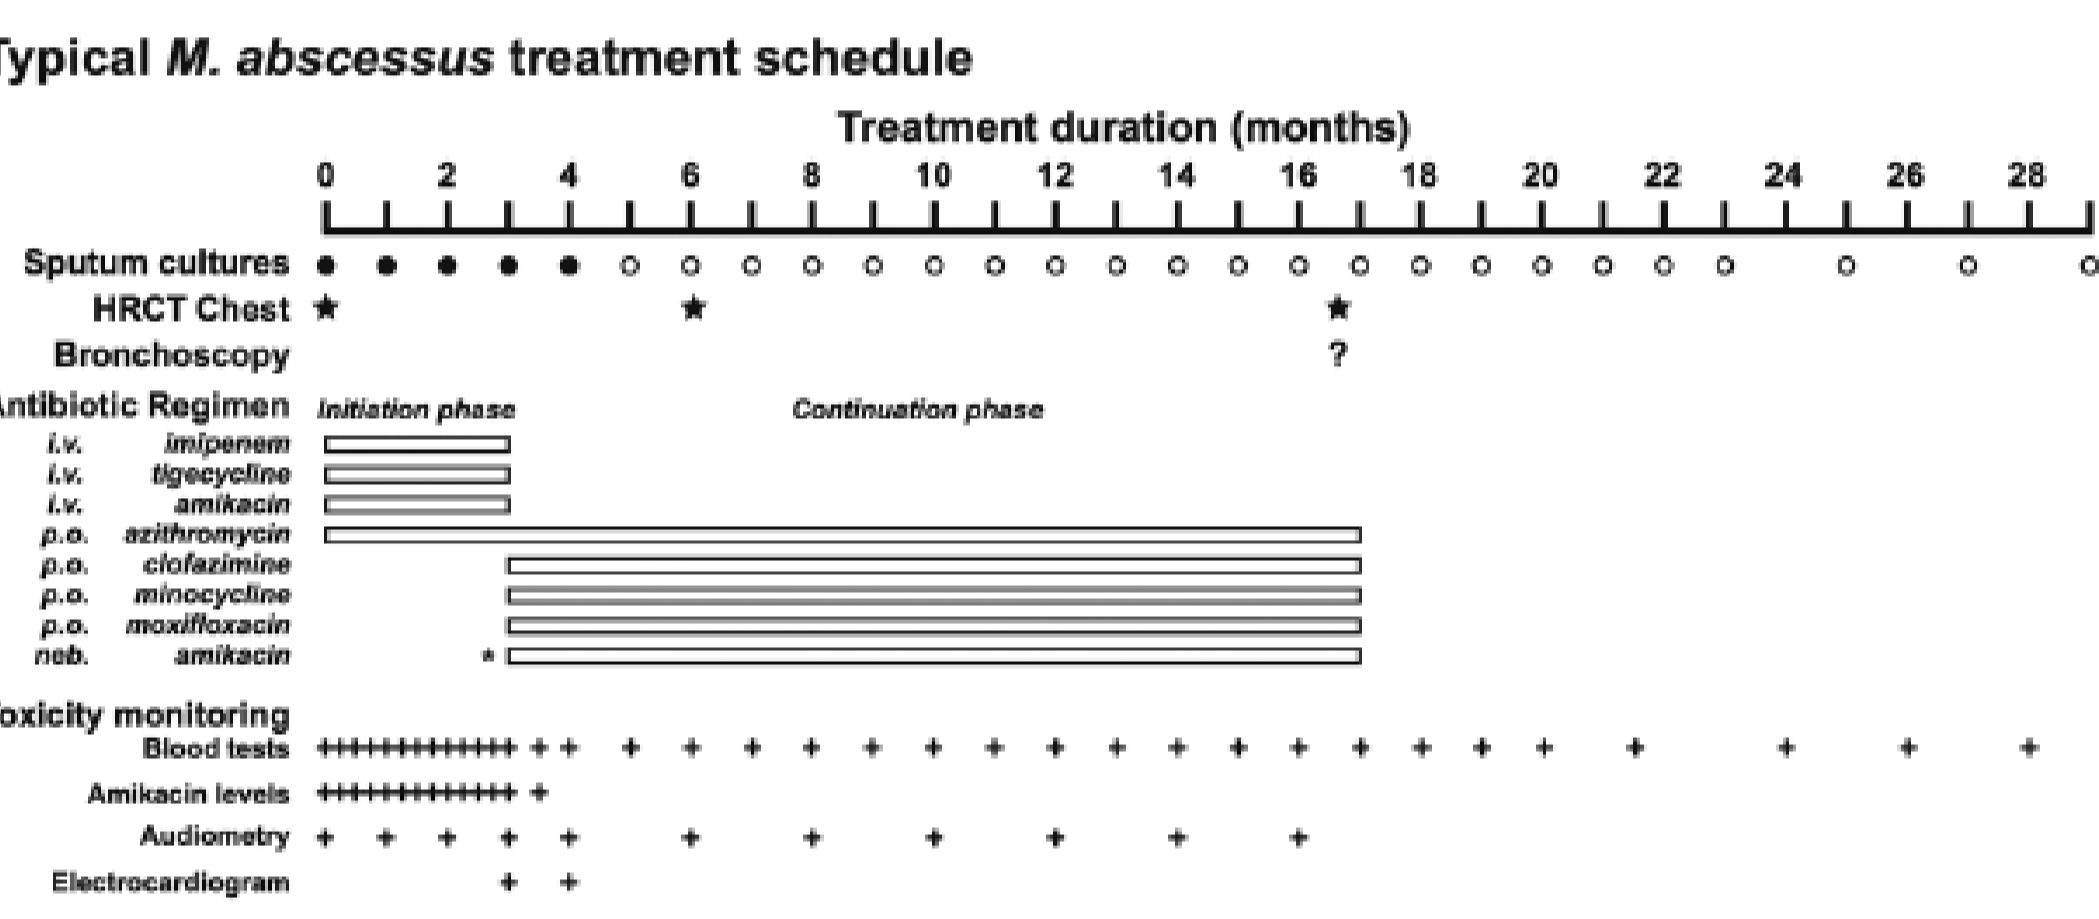 Typical M. abscessus treatment schedule
Treatment duration (months)
0 2 4 6 8 10 12 14 16 18 20 22 24 26 28
Sputum cultures
HRCT Chest
Bronchoscopy ?
Antibiotic Regimen Initiation phase Continuation phase
i.v. imipenem
i.v. tigecycline
i.v. amikacin
p.o. azithromycin
p.o. clofazimine
p.o. minocycline
p.o. moxifloxacin
neb. amikacin *
Toxicity monitoring
Blood tests
Amikacin levels
Audiometry
Electrocardiogram